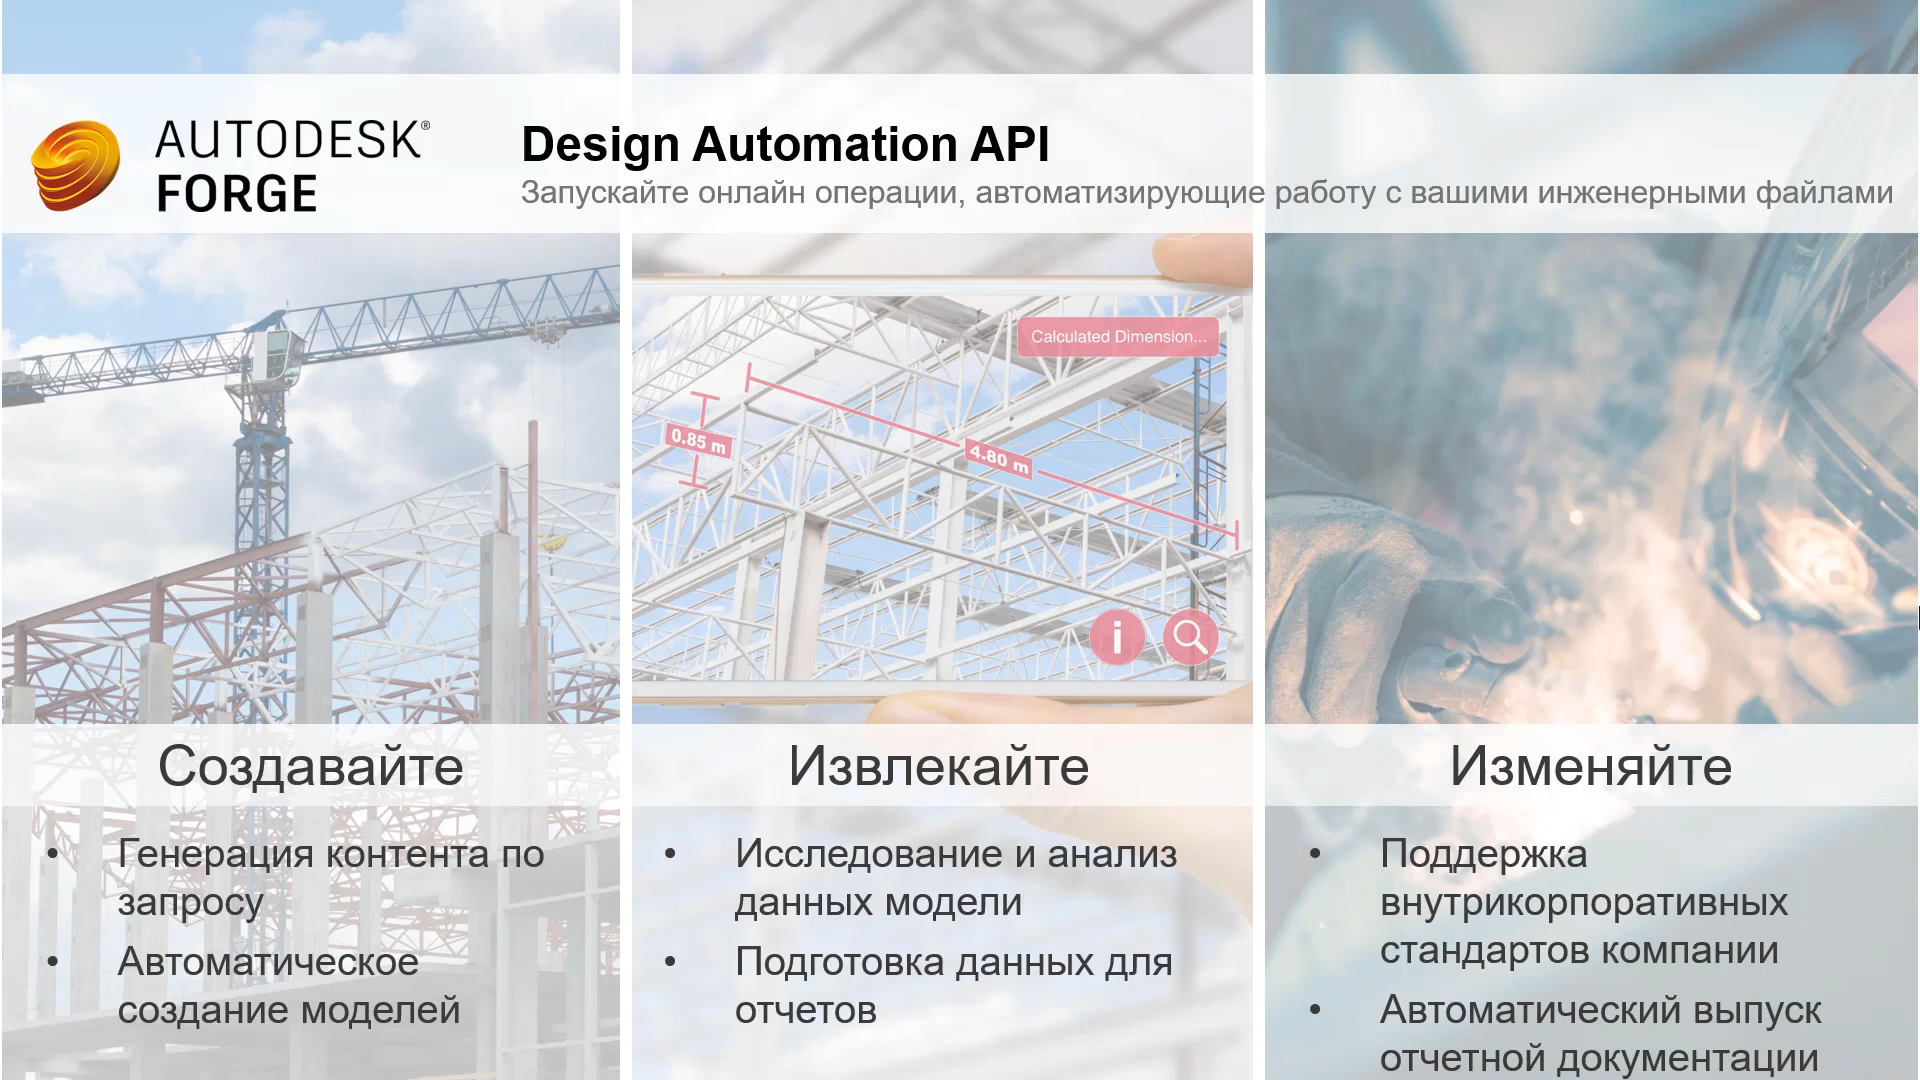 AUTODESK®
FORGE
Design Automation API
Запускайте онлайн операции, автоматизирующие работу с вашими инженерными файлами
Calculated Dimension...
0.85 m
4.80 m
i
Создавайте
• Генерация контента по
запросу
• Автоматическое
создание моделей
Извлекайте
• Исследование и анализ
данных модели
• Подготовка данных для
отчетов
Изменяйте
• Поддержка
внутрикорпоративных
стандартов компании
• Автоматический выпуск
отчетной документации